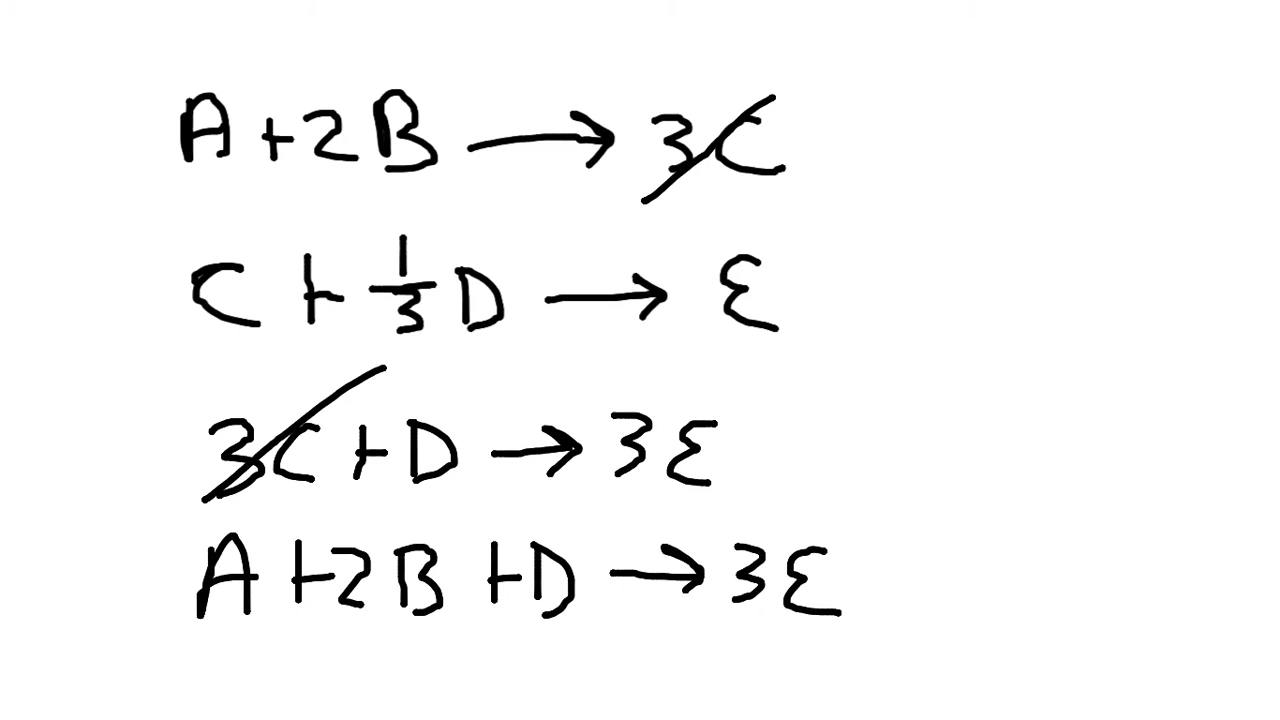 A + 2B → 3C
C + 1/3 D → E
3C + D → 3E
A + 2B + D → 3E